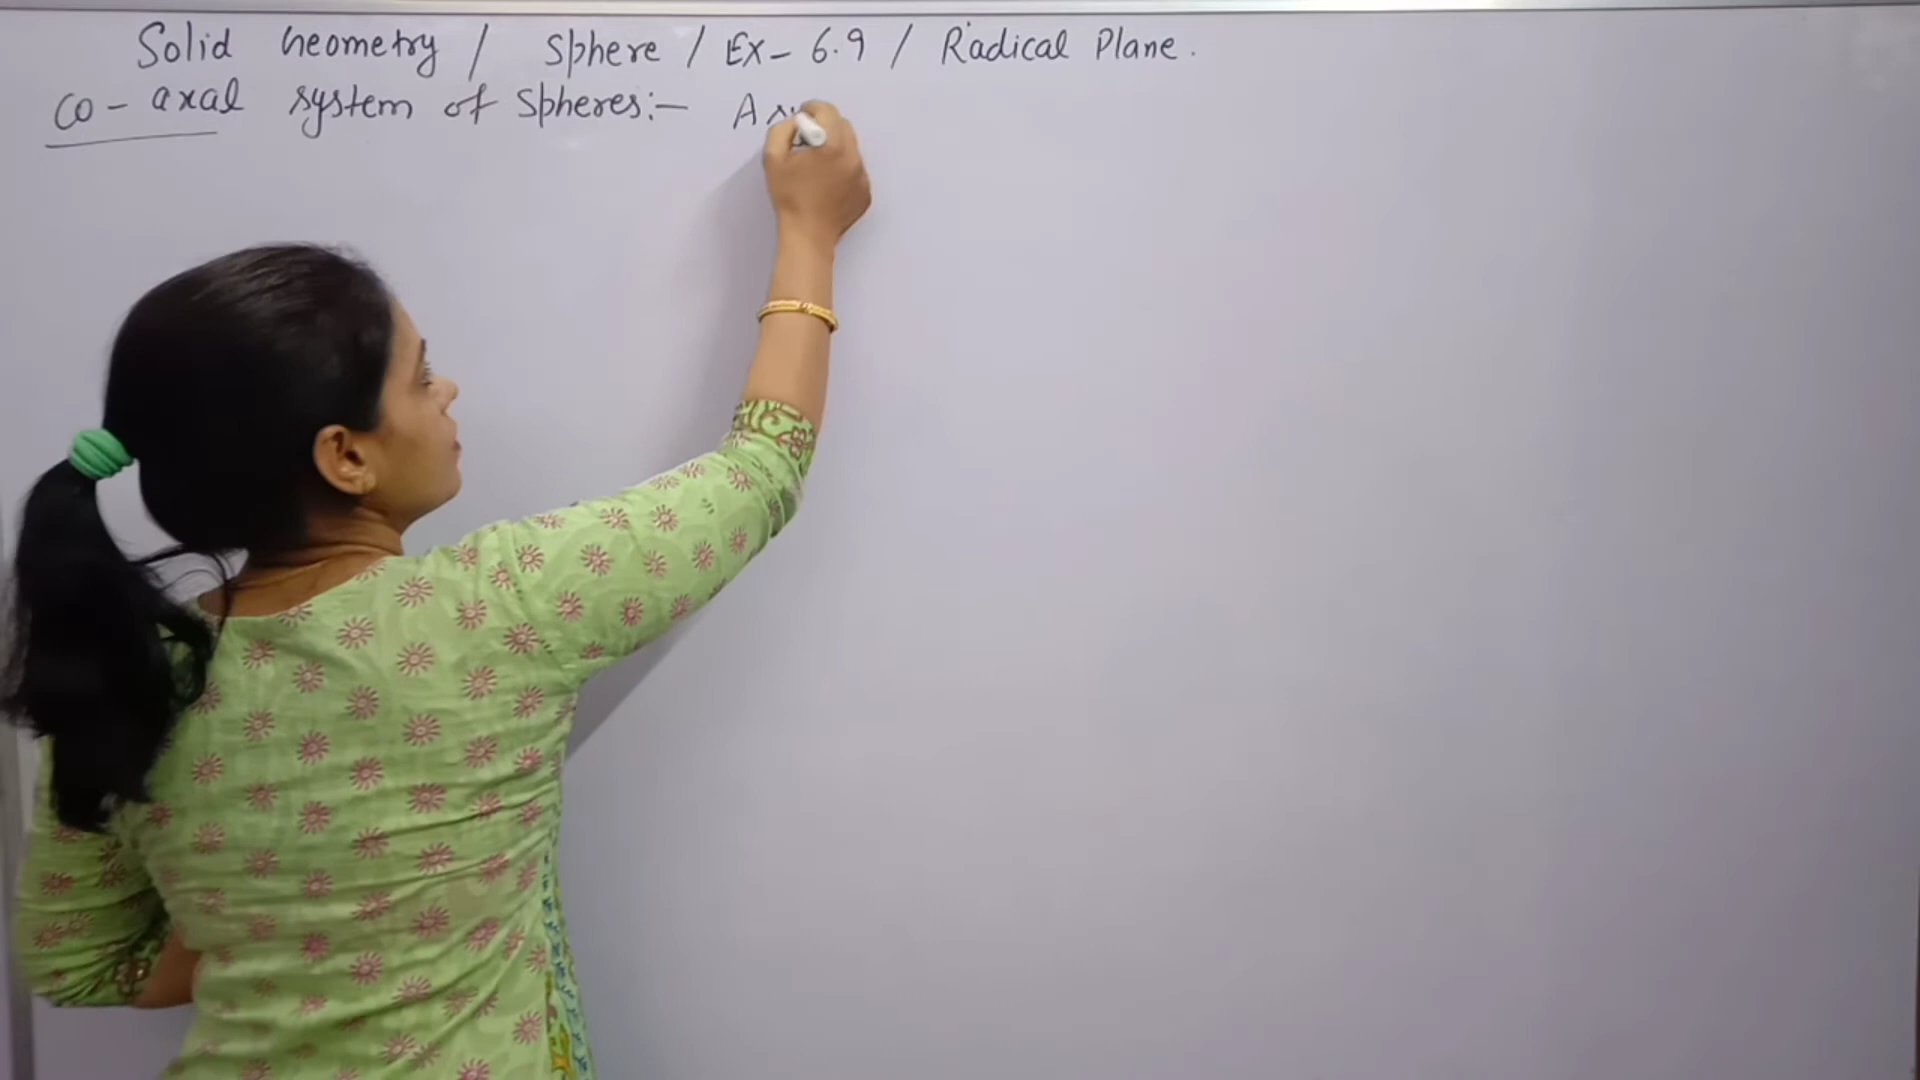 Solid Geometry / Sphere / Ex- 6.9 / Radical Plane.
Co-axal system of Spheres:- A